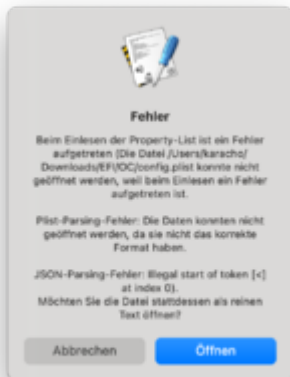 Fehler
Beim Einlesen der Property-List ist ein Fehler
aufgetreten (Die Datei /Users/karacho/
Downloads/EFI/OC/config.plist konnte nicht
geöffnet werden, weil beim Einlesen ein Fehler
aufgetreten ist.
Plist-Parsing-Fehler: Die Daten konnten nicht
geöffnet werden, da sie nicht das korrekte
Format haben.
JSON-Parsing-Fehler: Illegal start of token [<]
at index 0).
Möchten Sie die Datei stattdessen als reinen
Text öffnen?
Abbrechen
Öffnen